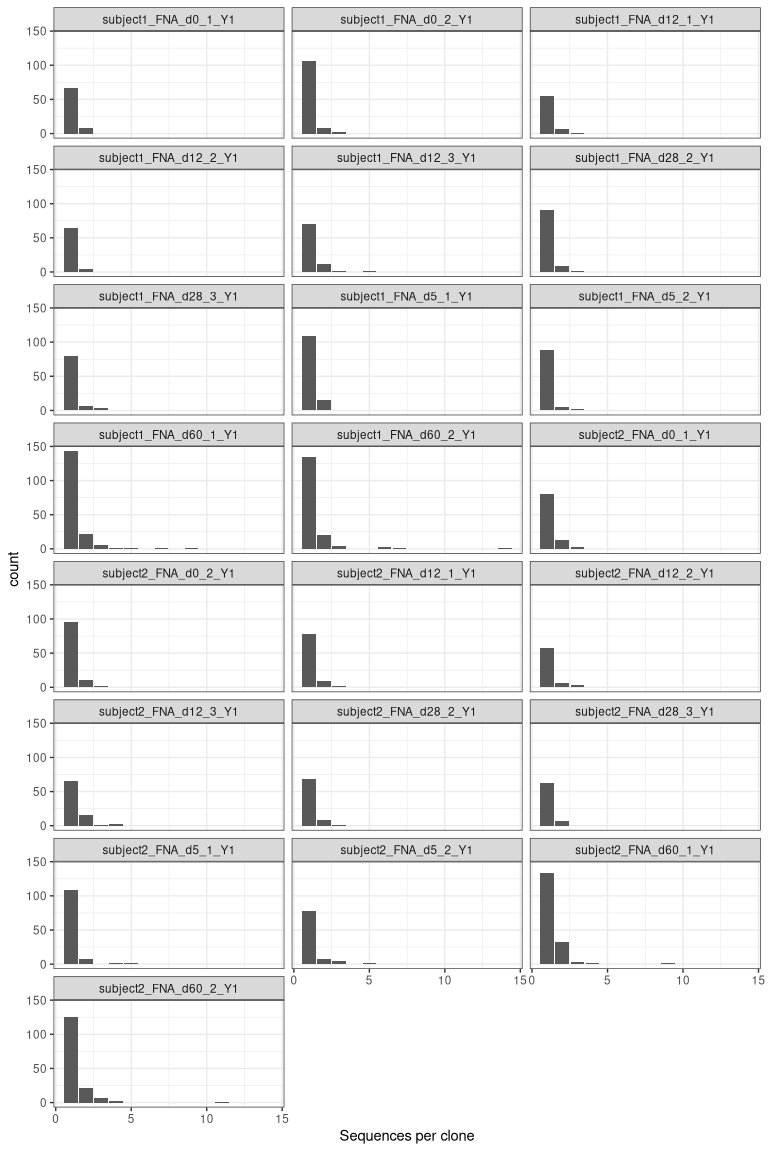 subject1_FNA_d0_1_Y1 subject1_FNA_d0_2_Y1 subject1_FNA_d12_1_Y1
150
100
50
0
subject1_FNA_d12_2_Y1 subject1_FNA_d12_3_Y1 subject1_FNA_d28_2_Y1
150
100
50
0
subject1_FNA_d28_3_Y1 subject1_FNA_d5_1_Y1 subject1_FNA_d5_2_Y1
150
100
50
0
subject1_FNA_d60_1_Y1 subject1_FNA_d60_2_Y1 subject2_FNA_d0_1_Y1
150
100
50
0
count
subject2_FNA_d0_2_Y1 subject2_FNA_d12_1_Y1 subject2_FNA_d12_2_Y1
150
100
50
0
subject2_FNA_d12_3_Y1 subject2_FNA_d28_2_Y1 subject2_FNA_d28_3_Y1
150
100
50
0
subject2_FNA_d5_1_Y1 subject2_FNA_d5_2_Y1 subject2_FNA_d60_1_Y1
150
100
50
0
0 5 10 15 0 5 10 15
subject2_FNA_d60_2_Y1
150
100
50
0
0 5 10 15
Sequences per clone